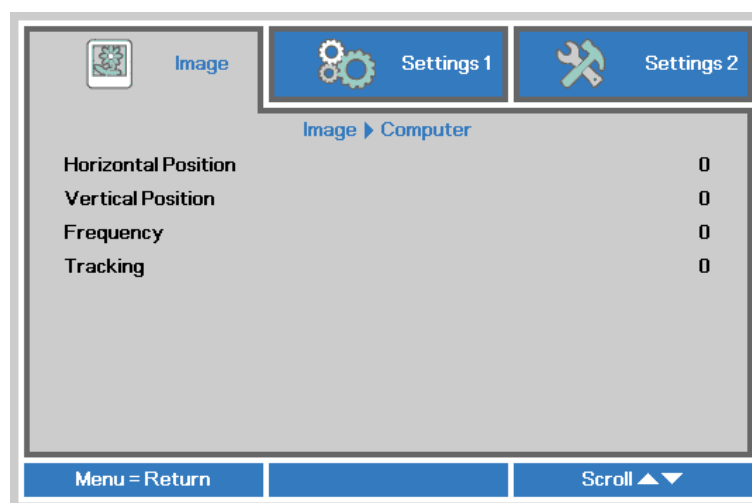 Image
Settings 1
Settings 2
Image ▶ Computer
Horizontal Position 0
Vertical Position 0
Frequency 0
Tracking 0
Menu = Return
Scroll ▲▼